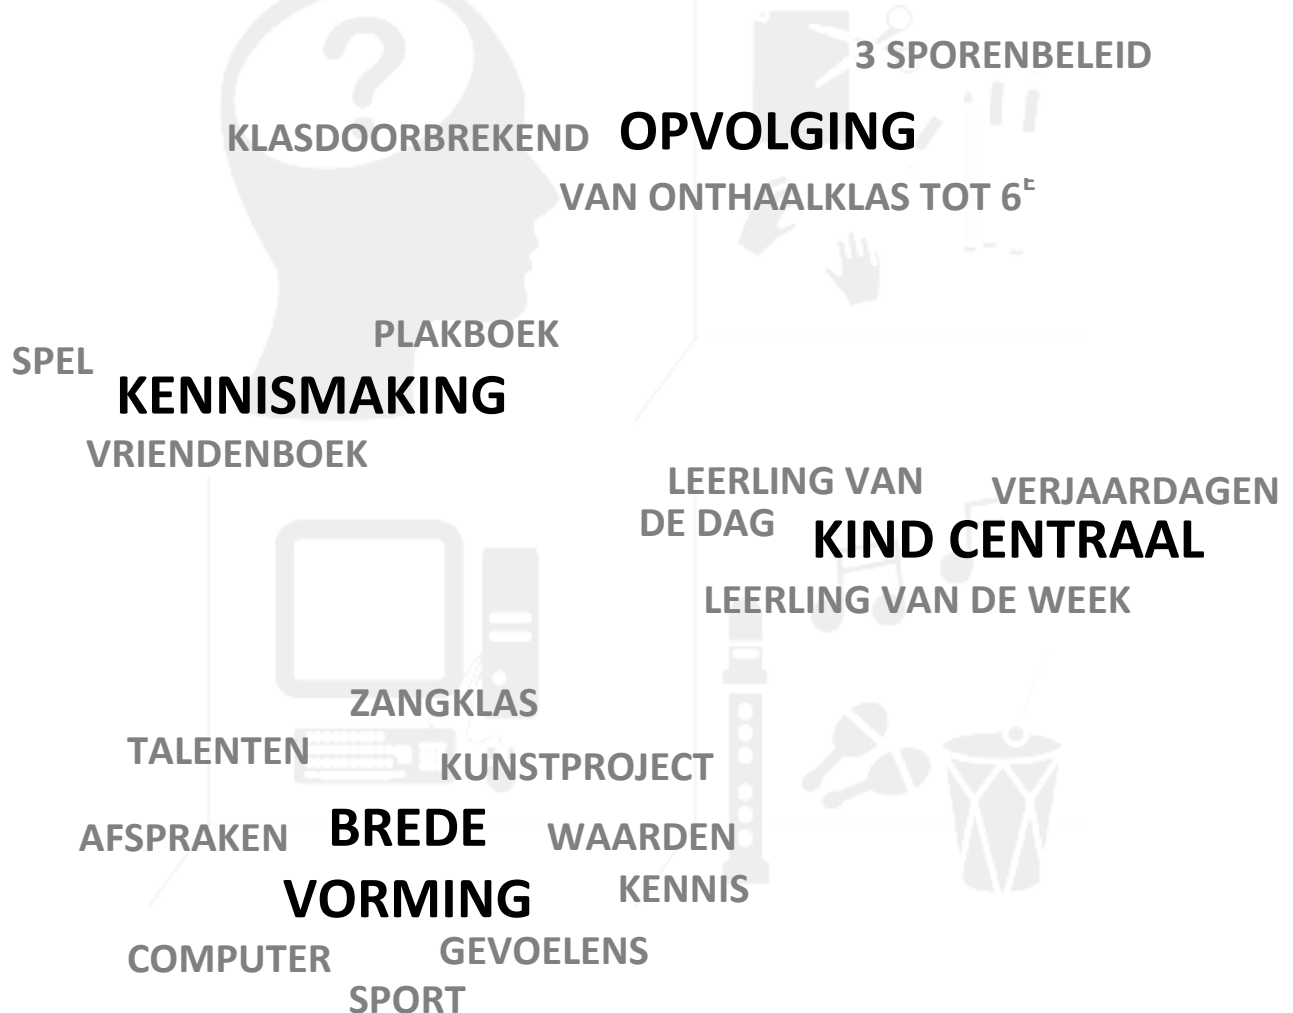 3 SPORENBELEID
KLASDOORBREKEND OPVOLGING
VAN ONTHAALKLAS TOT 6E
PLAKBOEK
SPEL
KENNISMAKING
VRIENDENBOEK
LEERLING VAN
DE DAG
VERJAARDAGEN
KIND CENTRAAL
LEERLING VAN DE WEEK
ZANGKLAS
TALENTEN
KUNSTPROJECT
AFSPRAKEN
BREDE
VORMING
WAARDEN
KENNIS
COMPUTER
GEVOELENS
SPORT